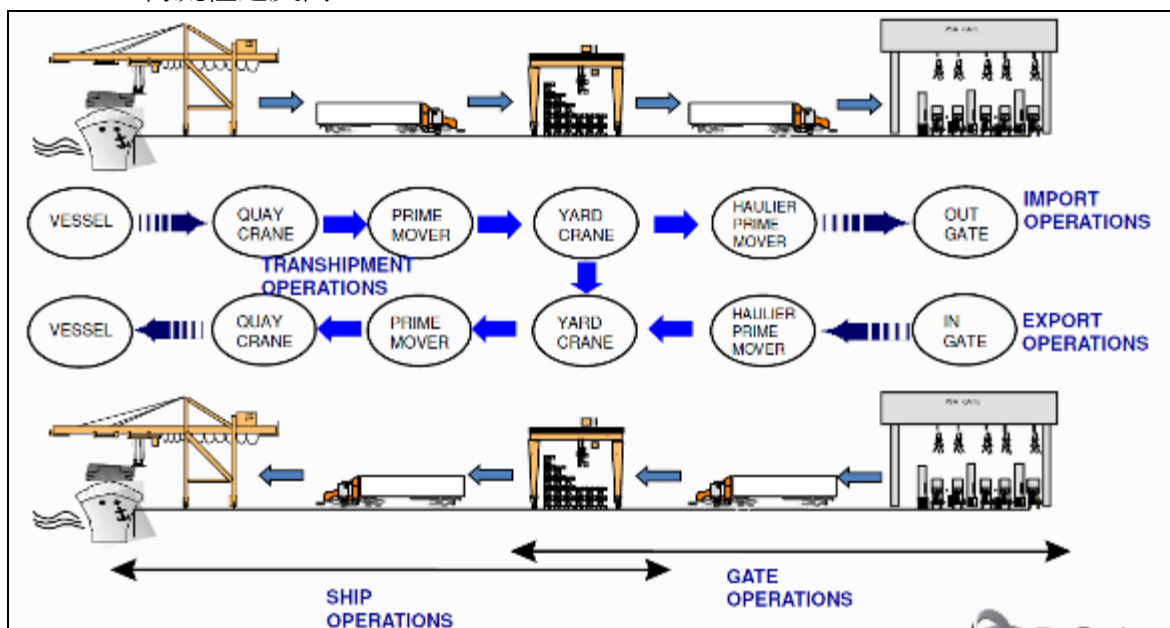 VESSEL
QUAY
CRANE
PRIME
MOVER
YARD
CRANE
HAULIER
PRIME
MOVER
OUT
GATE
IMPORT
OPERATIONS
TRANSHIPMENT
OPERATIONS
VESSEL
QUAY
CRANE
PRIME
MOVER
YARD
CRANE
HAULIER
PRIME
MOVER
IN
GATE
EXPORT
OPERATIONS
SHIP
OPERATIONS
GATE
OPERATIONS